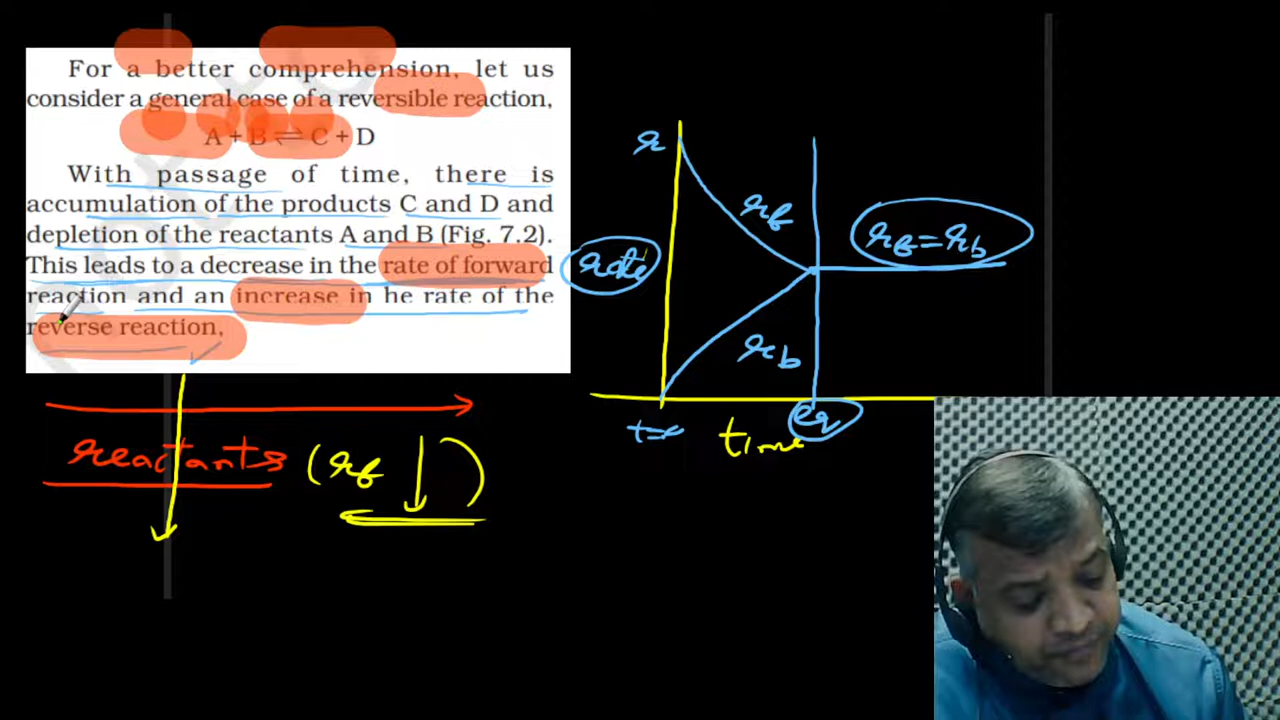 For a better comprehension, let us
consider a general case of a reversible reaction,
A + B ⇌ C + D
With passage of time, there is
accumulation of the products C and D and
depletion of the reactants A and B (Fig. 7.2).
This leads to a decrease in the rate of forward
reaction and an increase in he rate of the
reverse reaction,
reactants (rf ↓)
r
rate
rf
rf = rb
rb
time